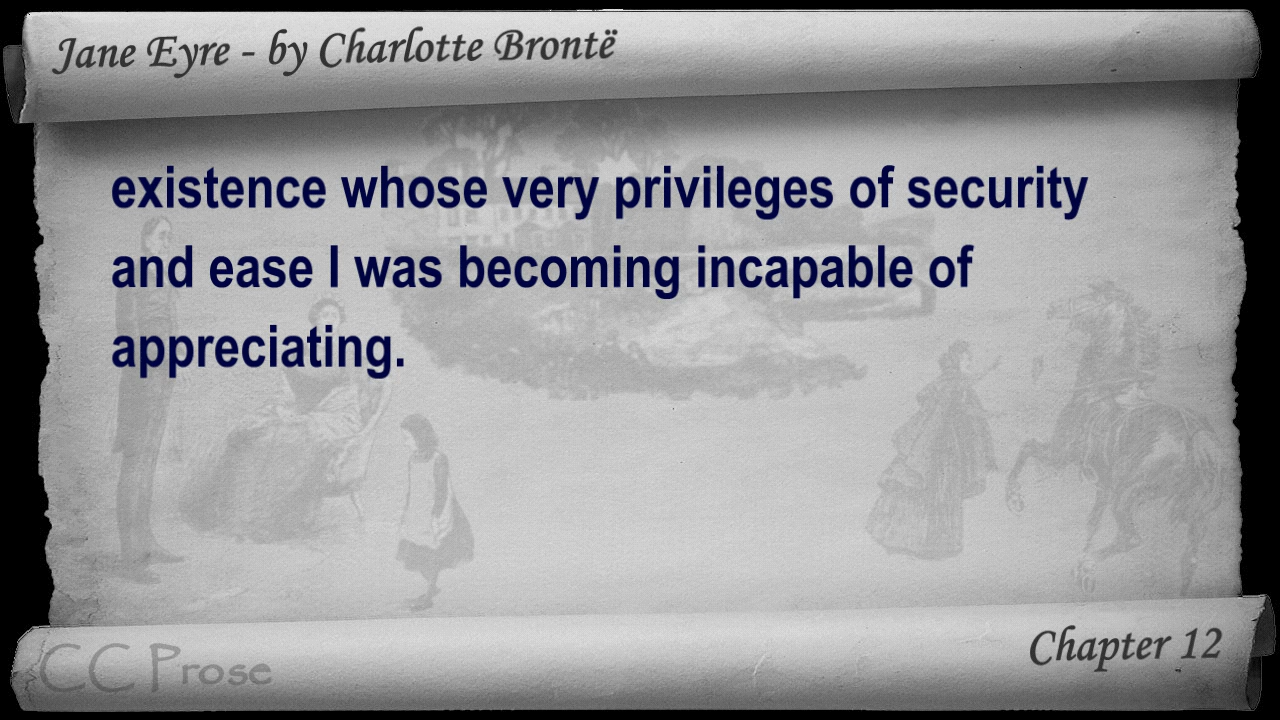 Jane Eyre - by Charlotte Brontë
existence whose very privileges of security
and ease I was becoming incapable of
appreciating.
CC Prose
Chapter 12